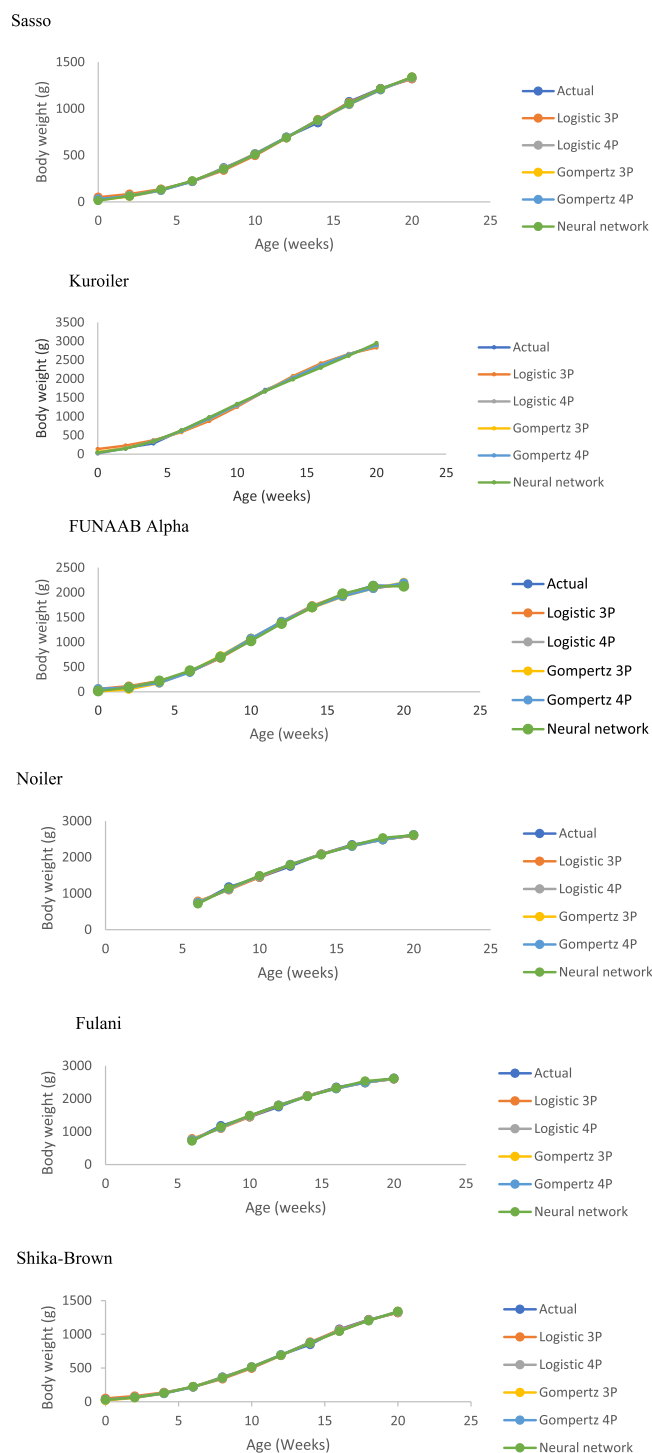 Sasso
1500
1000
500
0
0 5 10 15 20 25
Body weight (g)
Age (weeks)
Actual
Logistic 3P
Logistic 4P
Gompertz 3P
Gompertz 4P
Neural network
Kuroiler
3500
3000
2500
2000
1500
1000
500
0
0 5 10 15 20 25
Body weight (g)
Age (weeks)
Actual
Logistic 3P
Logistic 4P
Gompertz 3P
Gompertz 4P
Neural network
FUNAAB Alpha
2500
2000
1500
1000
500
0
0 5 10 15 20 25
Body weight (g)
Age (weeks)
Actual
Logistic 3P
Logistic 4P
Gompertz 3P
Gompertz 4P
Neural network
Noiler
3000
2000
1000
0
0 5 10 15 20 25
Body weight (g)
Age (weeks)
Actual
Logistic 3P
Logistic 4P
Gompertz 3P
Gompertz 4P
Neural network
Fulani
3000
2000
1000
0
0 5 10 15 20 25
Body weight (g)
Age (weeks)
Actual
Logistic 3P
Logistic 4P
Gompertz 3P
Gompertz 4P
Neural network
Shika-Brown
1500
1000
500
0
0 5 10 15 20 25
Body weight (g)
Age (Weeks)
Actual
Logistic 3P
Logistic 4P
Gompertz 3P
Gompertz 4P
Neural network